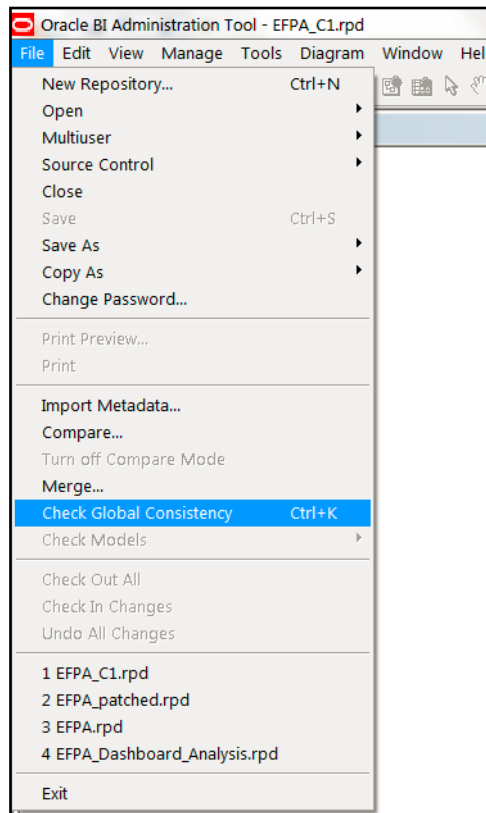 Oracle BI Administration Tool - EFPA_C1.rpd
File Edit View Manage Tools Diagram Window Hel
New Repository... Ctrl+N
Open
Multiuser
Source Control
Close
Save Ctrl+S
Save As
Copy As
Change Password...
Print Preview...
Print
Import Metadata...
Compare...
Turn off Compare Mode
Merge...
Check Global Consistency Ctrl+K
Check Models
Check Out All
Check In Changes
Undo All Changes
1 EFPA_C1.rpd
2 EFPA_patched.rpd
3 EFPA.rpd
4 EFPA_Dashboard_Analysis.rpd
Exit